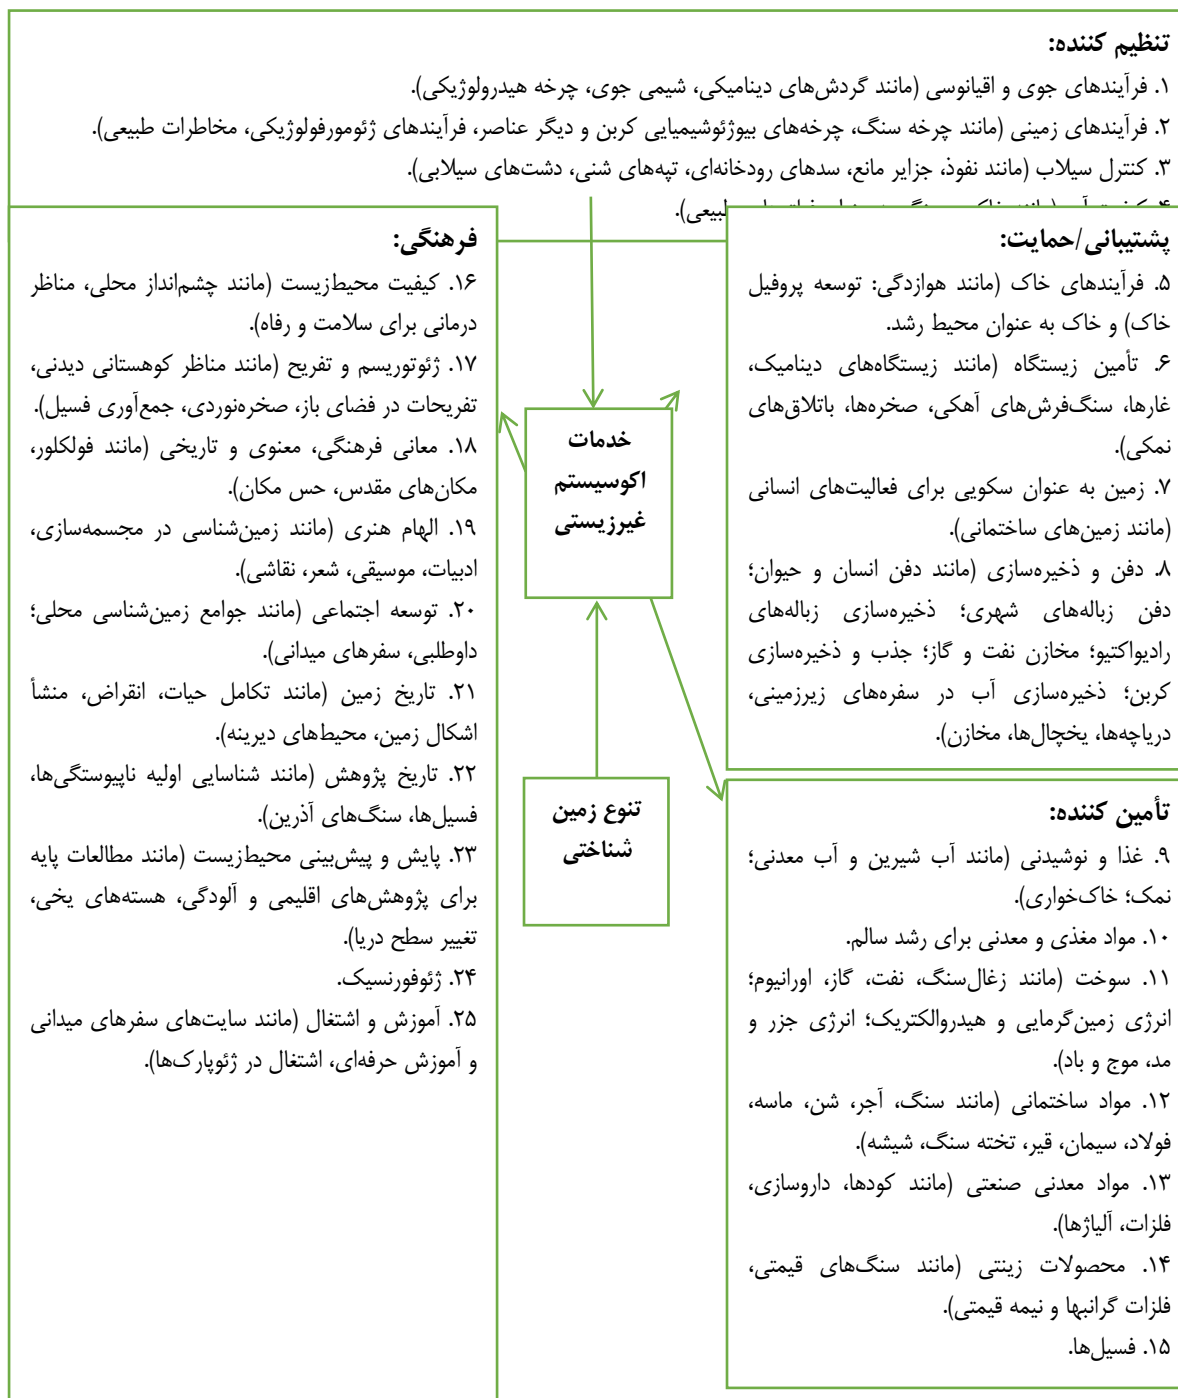 تنظیم کننده:
۱. فرآیندهای جوی و اقیانوسی (مانند گردش‌های دینامیکی، شیمی جوی، چرخه هیدرولوژیکی).
۲. فرآیندهای زمینی (مانند چرخه سنگ، چرخه‌های بیوژئوشیمیایی کربن و دیگر عناصر، فرآیندهای ژئومورفولوژیکی، مخاطرات طبیعی).
۳. کنترل سیلاب (مانند نفوذ، جزایر مانع، سدهای رودخانه‌ای، تپه‌های شنی، دشت‌های سیلابی).
پشتیبانی/حمایت:
۵. فرآیندهای خاک (مانند هوازدگی: توسعه پروفیل
خاک) و خاک به عنوان محیط رشد.
۶. تأمین زیستگاه (مانند زیستگاه‌های دینامیک،
غارها، سنگ‌فرش‌های آهکی، صخره‌ها، باتلاق‌های
نمکی).
۷. زمین به عنوان سکویی برای فعالیت‌های انسانی
(مانند زمین‌های ساختمانی).
۸. دفن و ذخیره‌سازی (مانند دفن انسان و حیوان؛
دفن زباله‌های شهری؛ ذخیره‌سازی زباله‌های
رادیواکتیو؛ مخازن نفت و گاز؛ جذب و ذخیره‌سازی
کربن؛ ذخیره‌سازی آب در سفره‌های زیرزمینی،
دریاچه‌ها، یخچال‌ها، مخازن).
تأمین کننده:
۹. غذا و نوشیدنی (مانند آب شیرین و آب معدنی؛
نمک؛ خاک‌خواری).
۱۰. مواد مغذی و معدنی برای رشد سالم.
۱۱. سوخت (مانند زغال‌سنگ، نفت، گاز، اورانیوم؛
انرژی زمین‌گرمایی و هیدروالکتریک؛ انرژی جزر و
مد، موج و باد).
۱۲. مواد ساختمانی (مانند سنگ، آجر، شن، ماسه،
فولاد، سیمان، قیر، تخته سنگ، شیشه).
۱۳. مواد معدنی صنعتی (مانند کودها، داروسازی،
فلزات، آلیاژها).
۱۴. محصولات زینتی (مانند سنگ‌های قیمتی،
فلزات گرانبها و نیمه قیمتی).
۱۵. فسیل‌ها.
خدمات
اکوسیستم
غیرزیستی
تنوع زمین
شناختی
فرهنگی:
۱۶. کیفیت محیط‌زیست (مانند چشم‌انداز محلی، مناظر
درمانی برای سلامت و رفاه).
۱۷. ژئوتوریسم و تفریح (مانند مناظر کوهستانی دیدنی،
تفریحات در فضای باز، صخره‌نوردی، جمع‌آوری فسیل).
۱۸. معانی فرهنگی، معنوی و تاریخی (مانند فولکلور،
مکان‌های مقدس، حس مکان).
۱۹. الهام هنری (مانند زمین‌شناسی در مجسمه‌سازی،
ادبیات، موسیقی، شعر، نقاشی).
۲۰. توسعه اجتماعی (مانند جوامع زمین‌شناسی محلی؛
داوطلبی، سفرهای میدانی).
۲۱. تاریخ زمین (مانند تکامل حیات، انقراض، منشأ
اشکال زمین، محیط‌های دیرینه).
۲۲. تاریخ پژوهش (مانند شناسایی اولیه ناپیوستگی‌ها،
فسیل‌ها، سنگ‌های آذرین).
۲۳. پایش و پیش‌بینی محیط‌زیست (مانند مطالعات پایه
برای پژوهش‌های اقلیمی و آلودگی، هسته‌های یخی،
تغییر سطح دریا).
۲۴. ژئوفورنسیک.
۲۵. آموزش و اشتغال (مانند سایت‌های سفرهای میدانی
و آموزش حرفه‌ای، اشتغال در ژئوپارک‌ها).